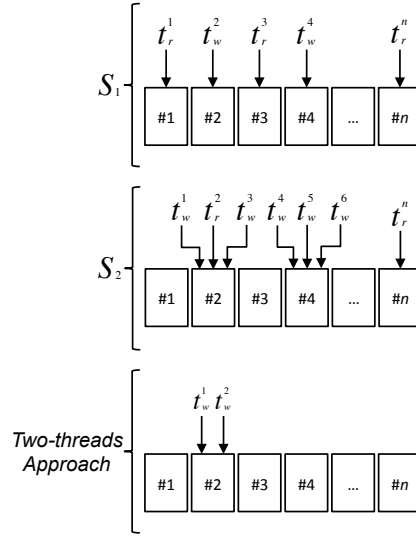 t_r^1 t_w^2 t_r^3 t_w^4 t_r^n
S_1
#1 #2 #3 #4 ... #n
t_w^1 t_r^2 t_w^3 t_w^4 t_w^5 t_w^6 t_r^n
S_2
#1 #2 #3 #4 ... #n
t_w^1 t_w^2
Two-threads
Approach
#1 #2 #3 #4 ... #n